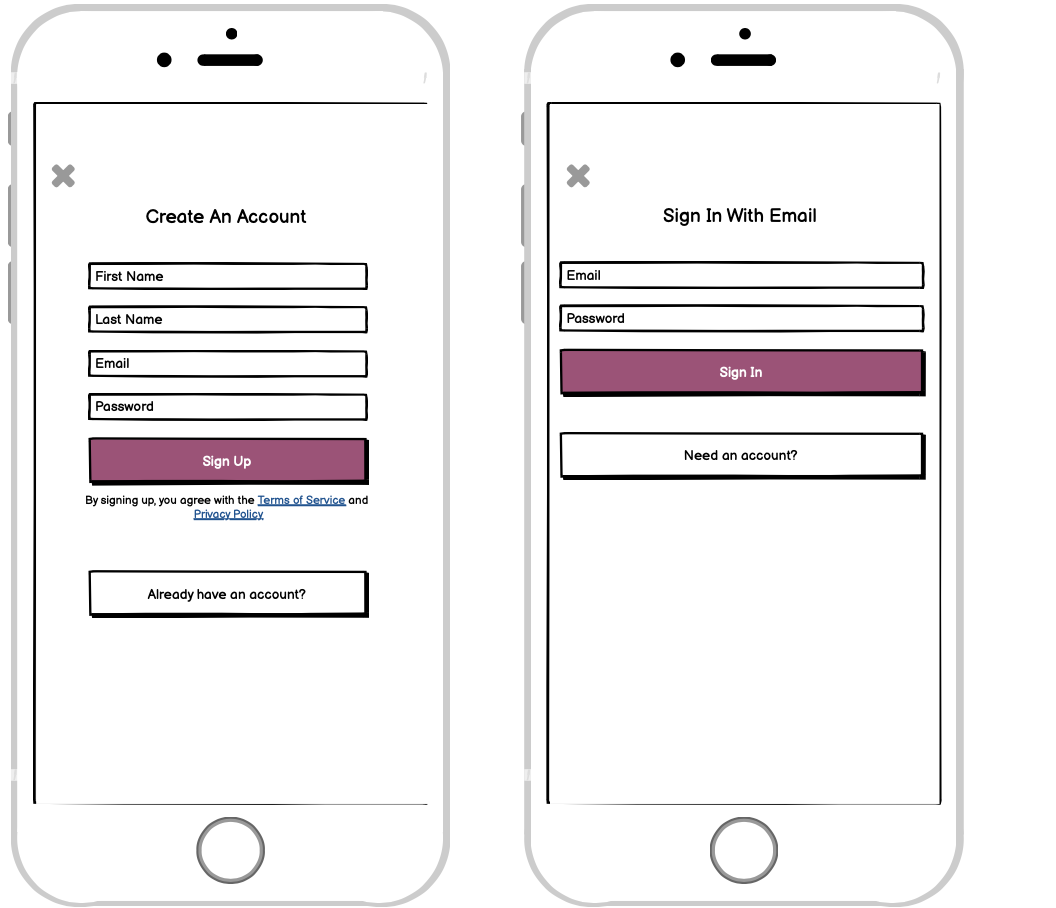 Create An Account
First Name
Last Name
Email
Password
Sign Up
By signing up, you agree with the Terms of Service and
Privacy Policy
Already have an account?
Sign In With Email
Email
Password
Sign In
Need an account?